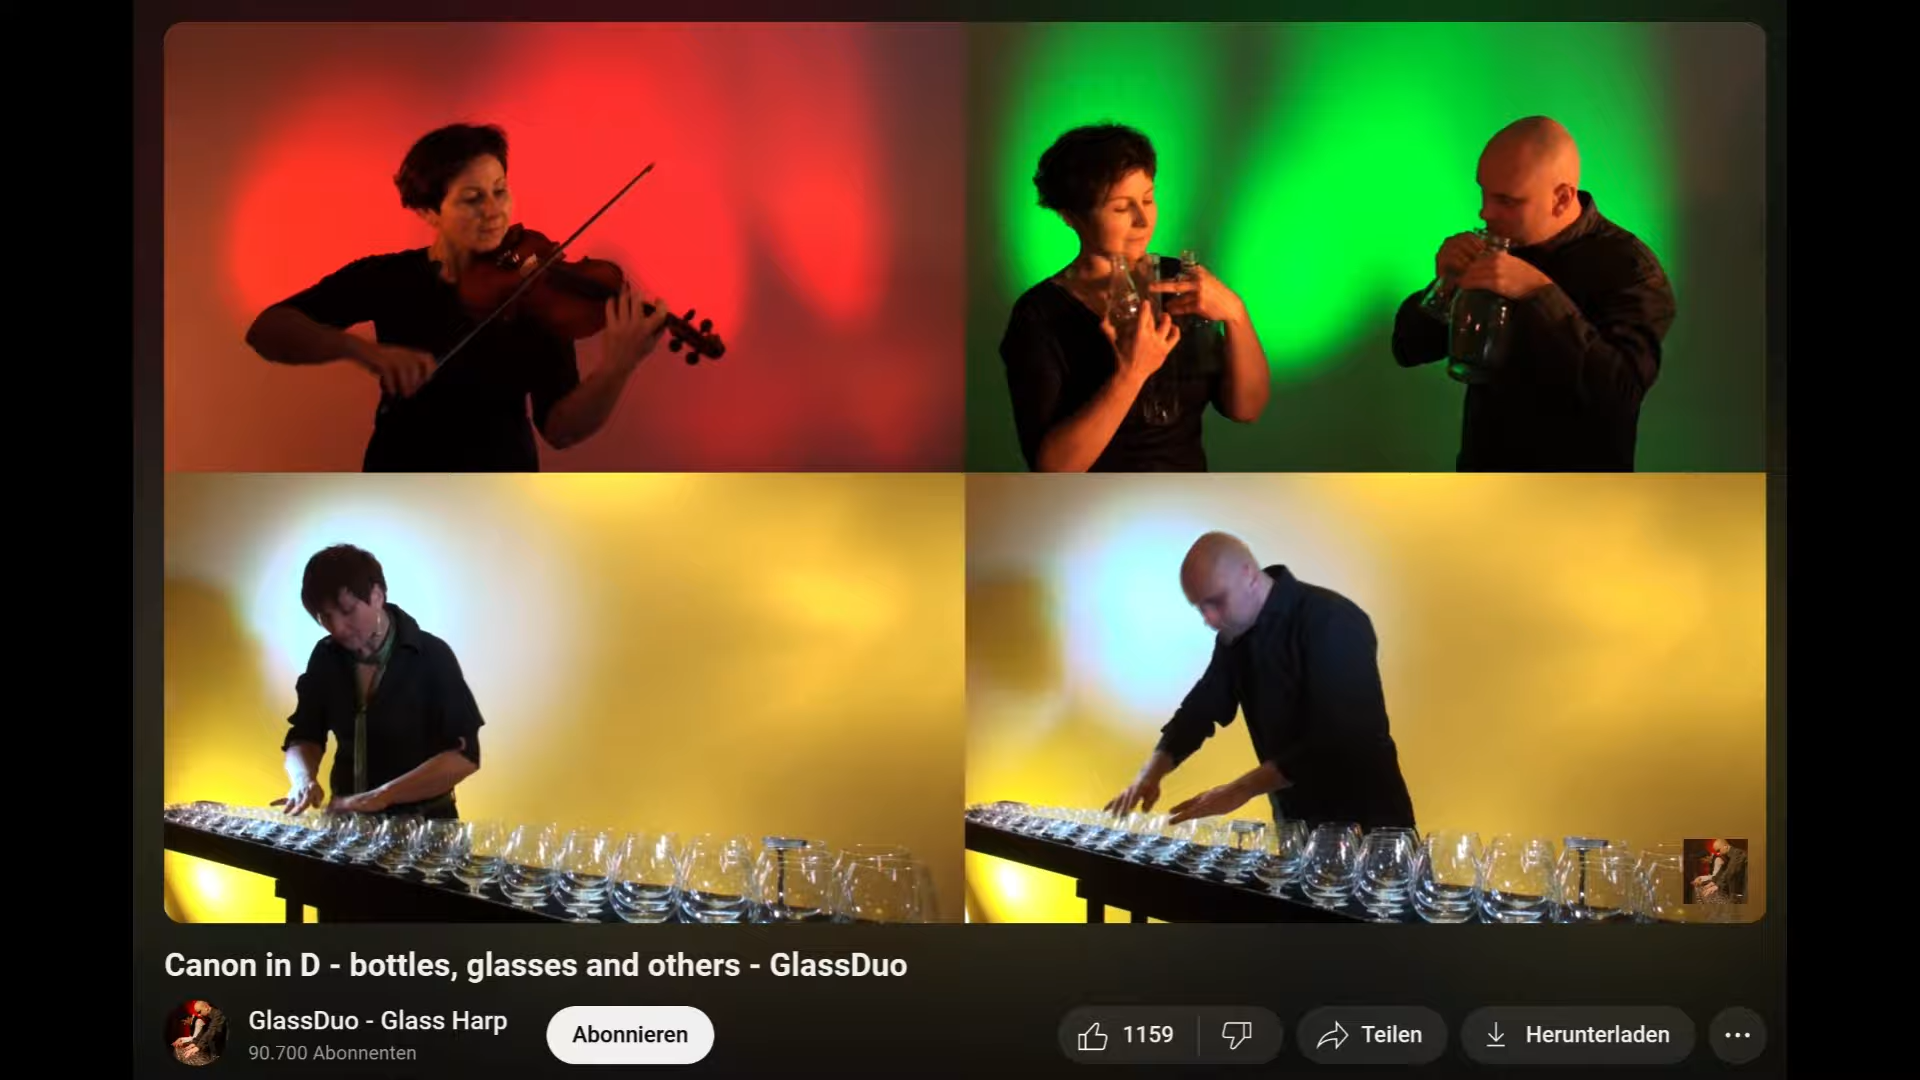 Canon in D - bottles, glasses and others - GlassDuo
GlassDuo - Glass Harp
90.700 Abonnenten
Abonnieren
1159
Teilen
Herunterladen